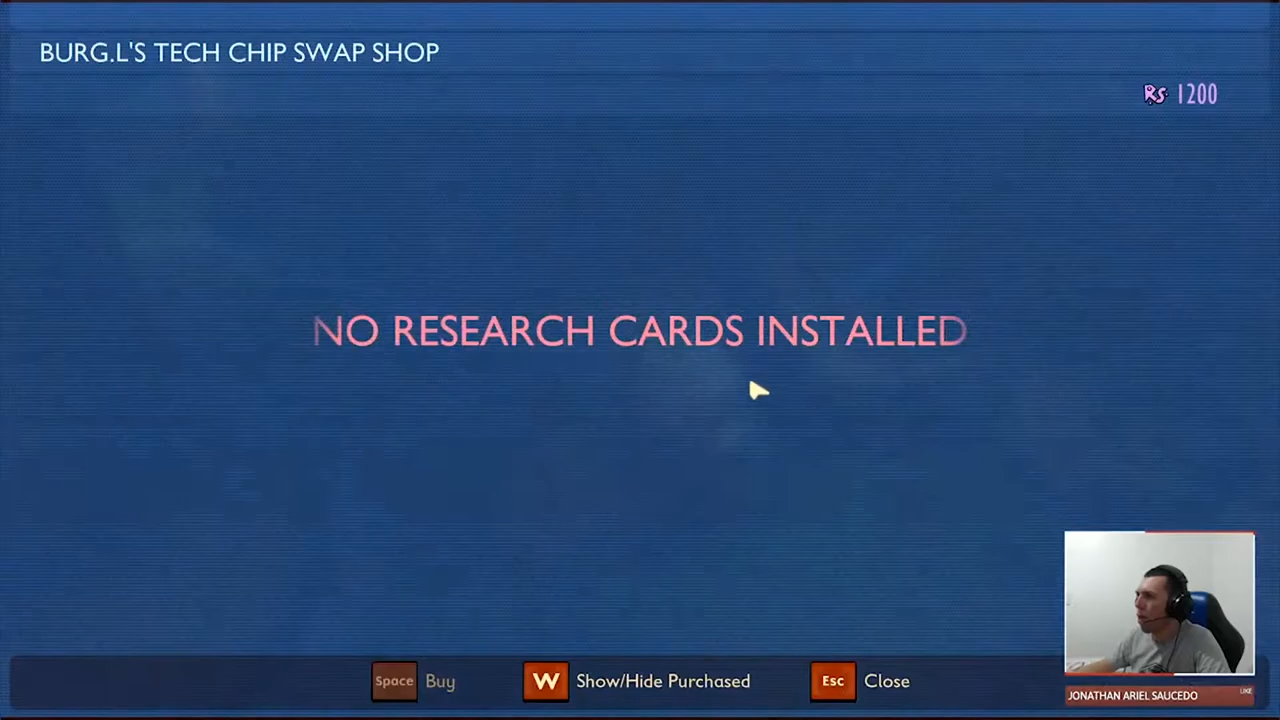 BURG.L'S TECH CHIP SWAP SHOP
RS 1200
NO RESEARCH CARDS INSTALLED
Space Buy W Show/Hide Purchased Esc Close
JONATHAN ARIEL SAUCEDO LIKE